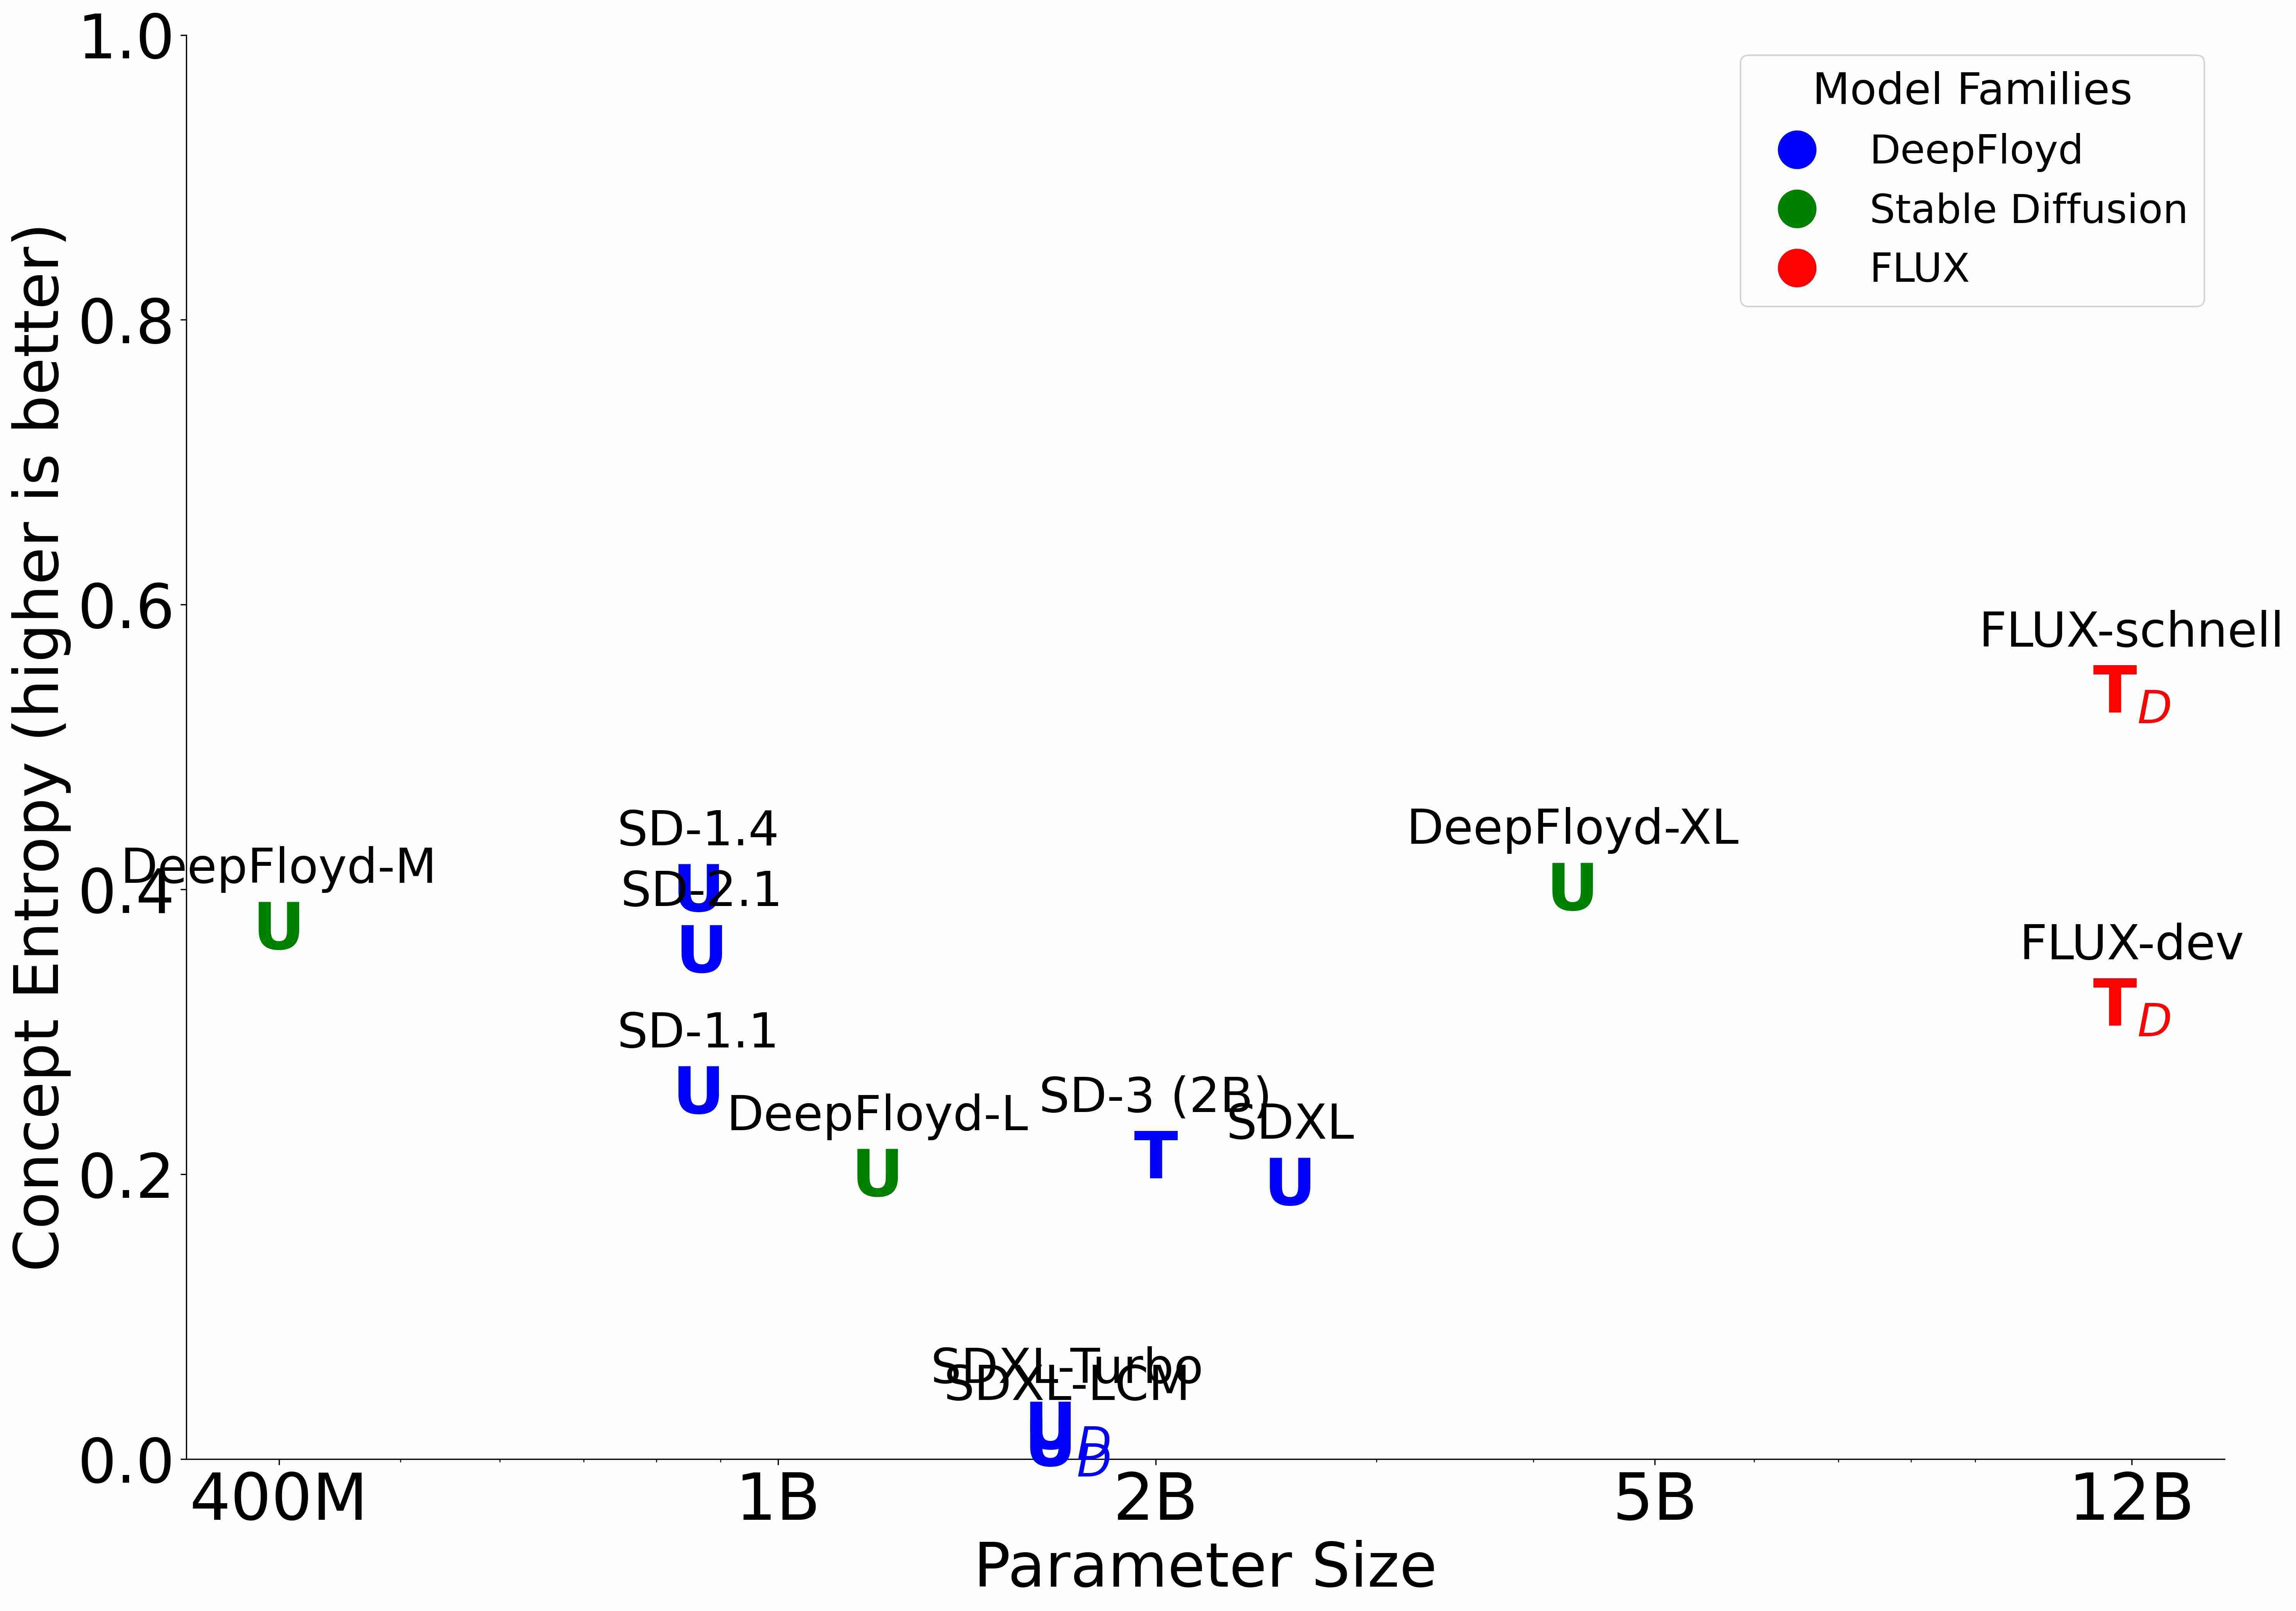 Concept Entropy (higher is better)
1.0
0.8
0.6
0.4
0.2
0.0
Model Families
DeepFloyd
Stable Diffusion
FLUX
FLUX-schnell
T D
SD-1.4
U
DeepFloyd-XL
U
DeepFloyd-M
U
SD-2.1
U
FLUX-dev
T D
SD-1.1
U
DeepFloyd-L
U
SD-3 (2B)
T
SDXL
U
SDXL-Turbo
U D
SDXL-LCM
U D
400M
1B
2B
5B
12B
Parameter Size